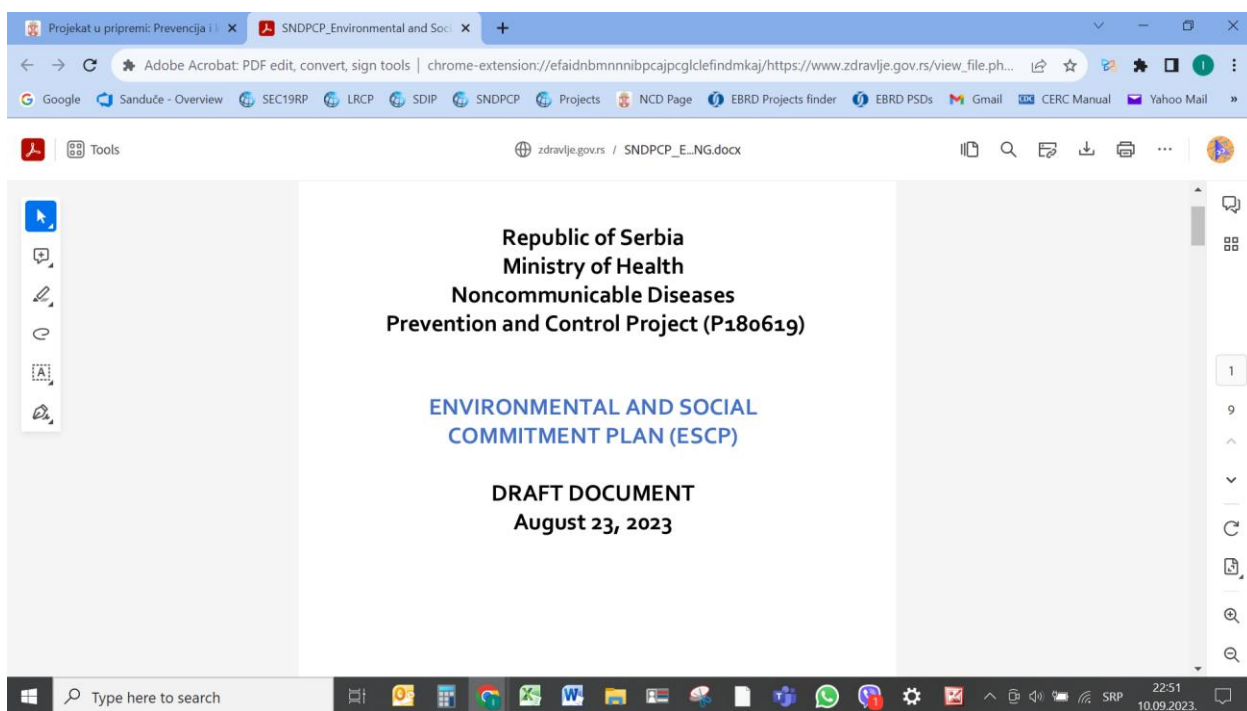 Projekat u pripremi: Prevencija i
SNDPCP_Environmental and Soc
Adobe Acrobat: PDF edit, convert, sign tools | chrome-extension://efaidnbmnnnibpcajpcglclefindmkaj/https://www.zdravlje.gov.rs/view_file.ph...
Google Sanduče - Overview SEC19RP LRCP SDIP SNDPCP Projects NCD Page EBRD Projects finder EBRD PSDs Gmail CERC Manual Yahoo Mail »
Tools
zdravlje.gov.rs / SNDPCP_E...NG.docx
Republic of Serbia
Ministry of Health
Noncommunicable Diseases
Prevention and Control Project (P180619)
ENVIRONMENTAL AND SOCIAL
COMMITMENT PLAN (ESCP)
DRAFT DOCUMENT
August 23, 2023
1
9
Type here to search
SRP
22:51
10.09.2023.